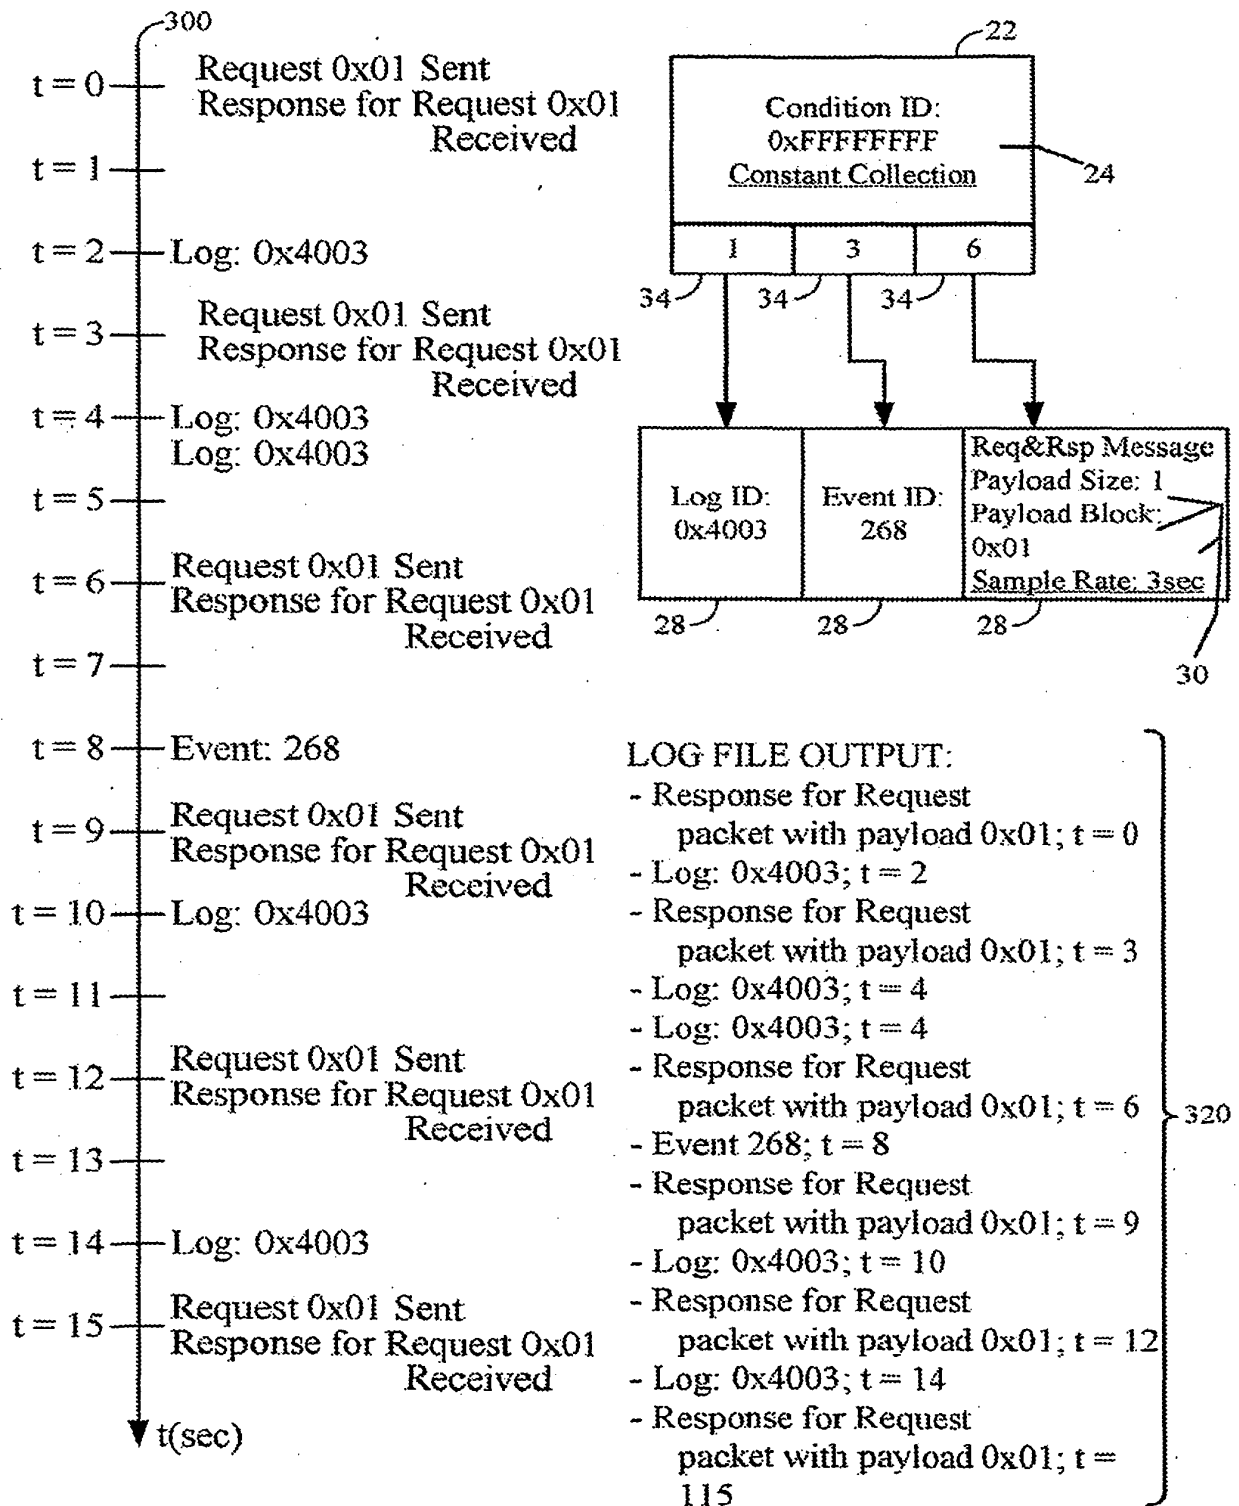 300
t = 0
Request 0x01 Sent
Response for Request 0x01
Received
t = 1
t = 2
Log: 0x4003
t = 3
Request 0x01 Sent
Response for Request 0x01
Received
t = 4
Log: 0x4003
Log: 0x4003
t = 5
t = 6
Request 0x01 Sent
Response for Request 0x01
Received
t = 7
t = 8
Event: 268
t = 9
Request 0x01 Sent
Response for Request 0x01
Received
t = 10
Log: 0x4003
t = 11
t = 12
Request 0x01 Sent
Response for Request 0x01
Received
t = 13
t = 14
Log: 0x4003
t = 15
Request 0x01 Sent
Response for Request 0x01
Received
t(sec)
22
Condition ID:
0xFFFFFFFF
Constant Collection
24
1
3
6
34
34
34
Log ID:
0x4003
Event ID:
268
Req&Rsp Message
Payload Size: 1
Payload Block:
0x01
Sample Rate: 3sec
28
28
28
30
LOG FILE OUTPUT:
- Response for Request
packet with payload 0x01; t = 0
- Log: 0x4003; t = 2
- Response for Request
packet with payload 0x01; t = 3
- Log: 0x4003; t = 4
- Log: 0x4003; t = 4
- Response for Request
packet with payload 0x01; t = 6
- Event 268; t = 8
- Response for Request
packet with payload 0x01; t = 9
- Log: 0x4003; t = 10
- Response for Request
packet with payload 0x01; t = 12
- Log: 0x4003; t = 14
- Response for Request
packet with payload 0x01; t =
115
320